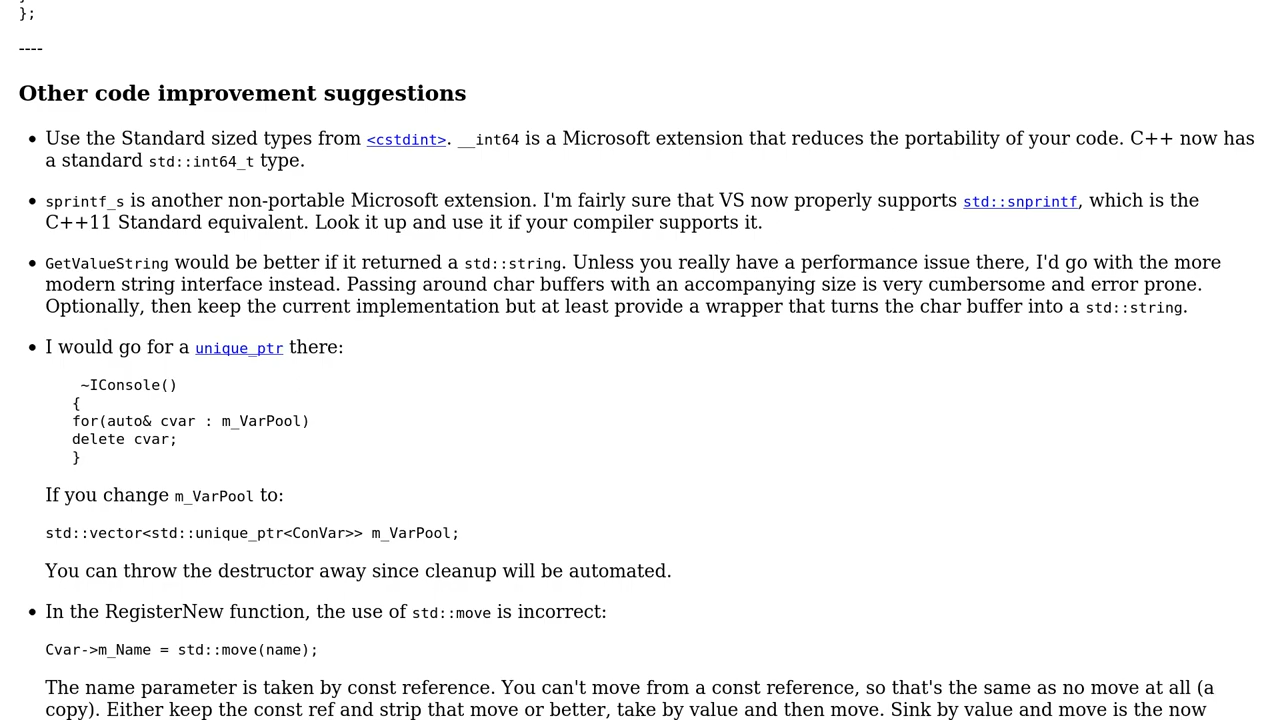 };
----
Other code improvement suggestions
• Use the Standard sized types from <cstdint>. __int64 is a Microsoft extension that reduces the portability of your code. C++ now has
a standard std::int64_t type.
• sprintf_s is another non-portable Microsoft extension. I'm fairly sure that VS now properly supports std::snprintf, which is the
C++11 Standard equivalent. Look it up and use it if your compiler supports it.
• GetValueString would be better if it returned a std::string. Unless you really have a performance issue there, I'd go with the more
modern string interface instead. Passing around char buffers with an accompanying size is very cumbersome and error prone.
Optionally, then keep the current implementation but at least provide a wrapper that turns the char buffer into a std::string.
• I would go for a unique_ptr there:
~IConsole()
{
for(auto& cvar : m_VarPool)
delete cvar;
}
If you change m_VarPool to:
std::vector<std::unique_ptr<ConVar>> m_VarPool;
You can throw the destructor away since cleanup will be automated.
• In the RegisterNew function, the use of std::move is incorrect:
Cvar->m_Name = std::move(name);
The name parameter is taken by const reference. You can't move from a const reference, so that's the same as no move at all (a
copy). Either keep the const ref and strip that move or better, take by value and then move. Sink by value and move is the now